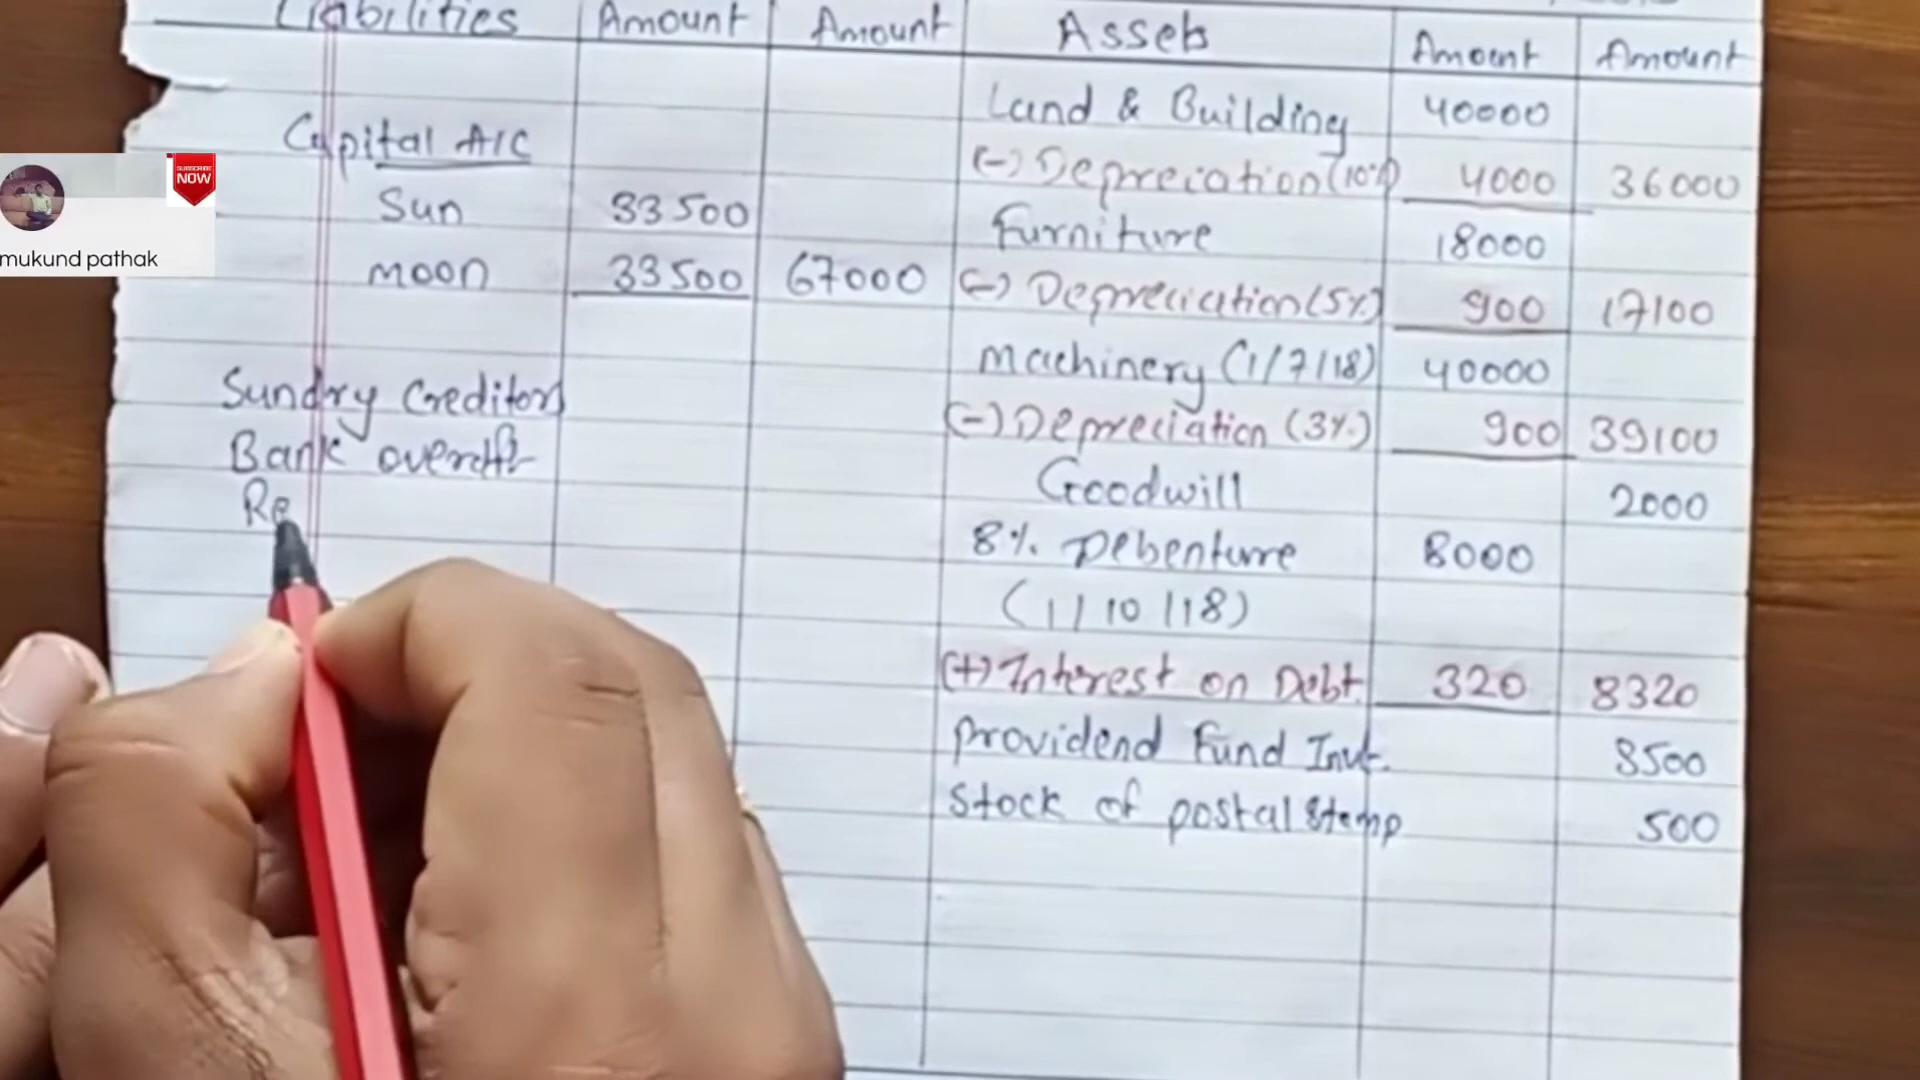 Liabilities Amount Amount Assets Amount Amount
Land & Building 40000
Capital A/C
(-) Depreciation (10%) 4000 36000
Sun 33500
Furniture 18000
Moon 33500 67000
(-) Depreciation (5%) 900 17100
Machinery (1/7/18) 40000
Sundry Creditors
(-) Depreciation (3%) 900 39100
Bank overdft
Goodwill 2000
Re
8% Debenture 8000
(1/10/18)
(+) Interest on Debt. 320 8320
Providend Fund Invt. 8500
Stock of postal stamp 500
SUBSCRIBE
NOW
mukund pathak